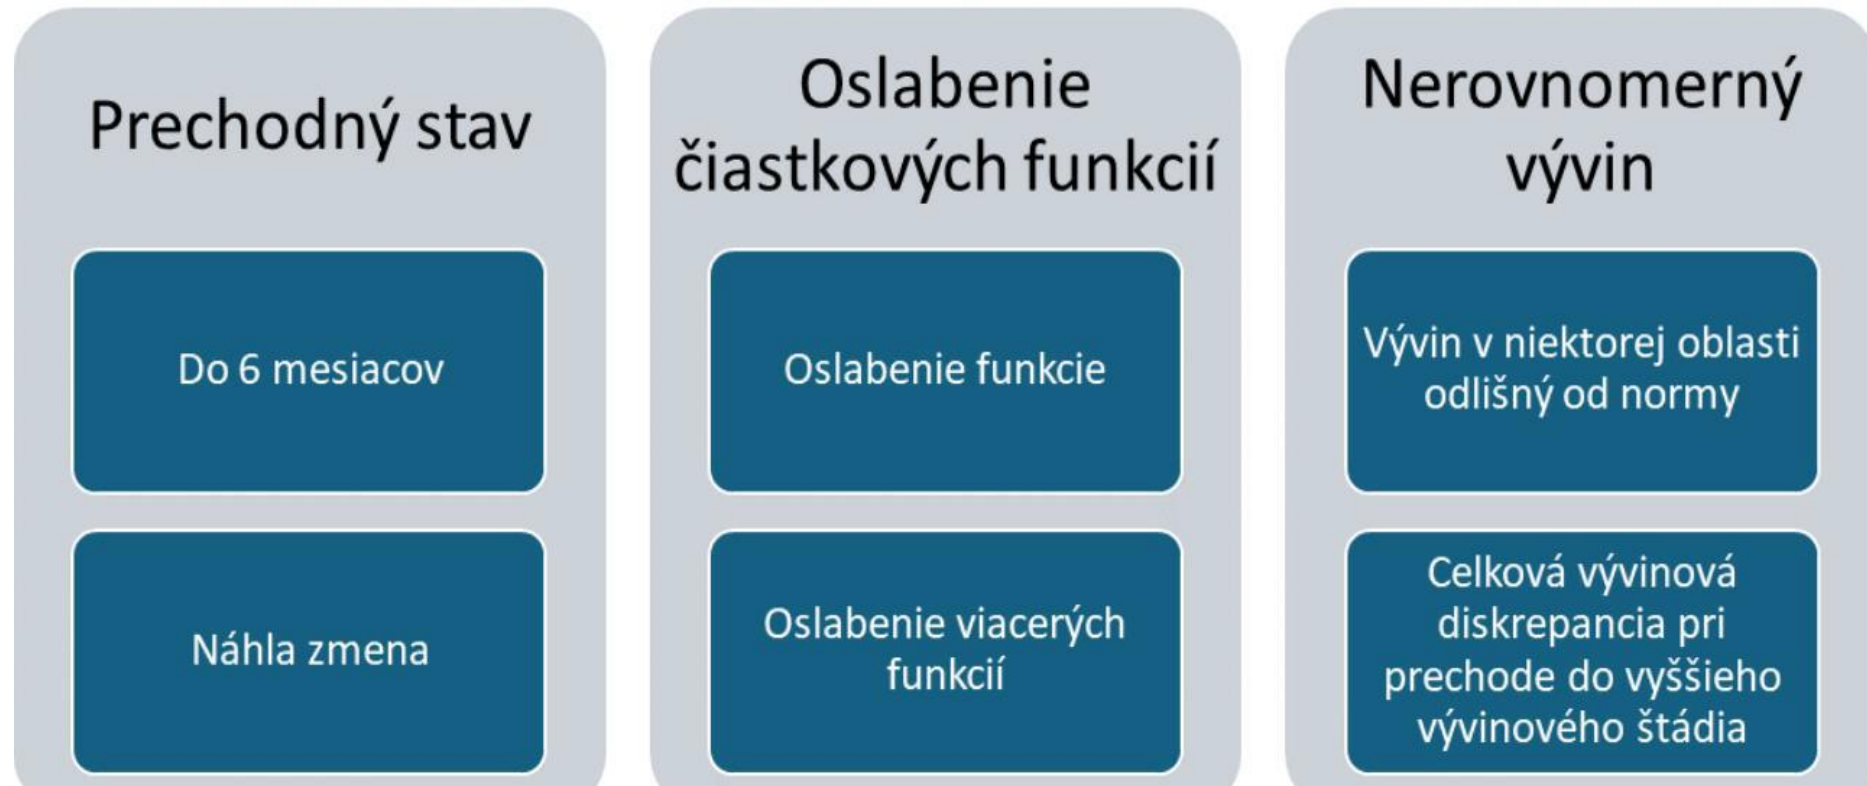 Prechodný stav
Do 6 mesiacov
Náhla zmena
Oslabenie
čiastkových funkcií
Oslabenie funkcie
Oslabenie viacerých
funkcií
Nerovnomerný
vývin
Vývin v niektorej oblasti
odlišný od normy
Celková vývinová
diskrepancia pri
prechode do vyššieho
vývinového štádia